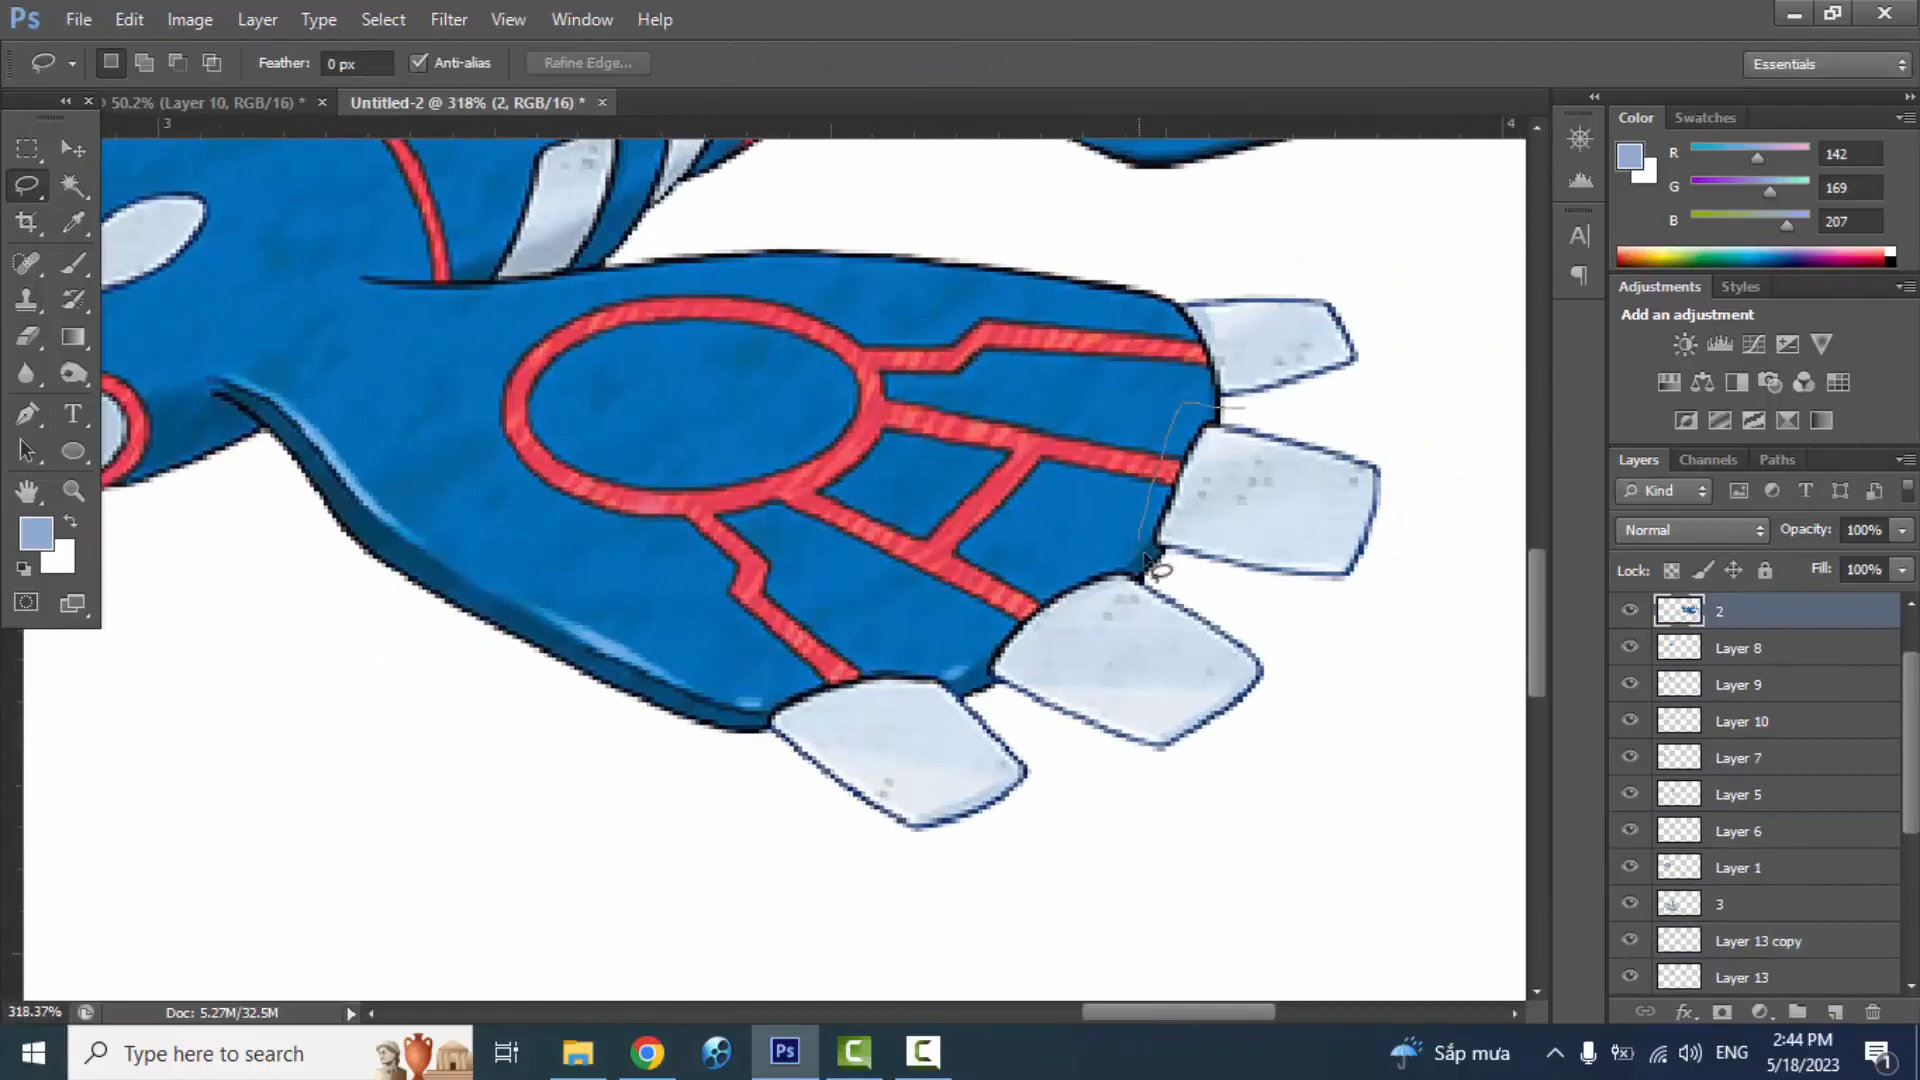 Ps File Edit Image Layer Type Select Filter View Window Help
Feather: 0 px Anti-alias Refine Edge... Essentials
50.2% (Layer 10, RGB/16) * × Untitled-2 @ 318% (2, RGB/16) * ×
3 4
Color Swatches
R 142
G 169
B 207
Adjustments Styles
Add an adjustment
Layers Channels Paths
Kind
Normal Opacity: 100%
Lock: Fill: 100%
2
Layer 8
Layer 9
Layer 10
Layer 7
Layer 5
Layer 6
Layer 1
3
Layer 13 copy
Layer 13
318.37% Doc: 5.27M/32.5M
Type here to search
Sắp mưa ENG 2:44 PM
5/18/2023
1